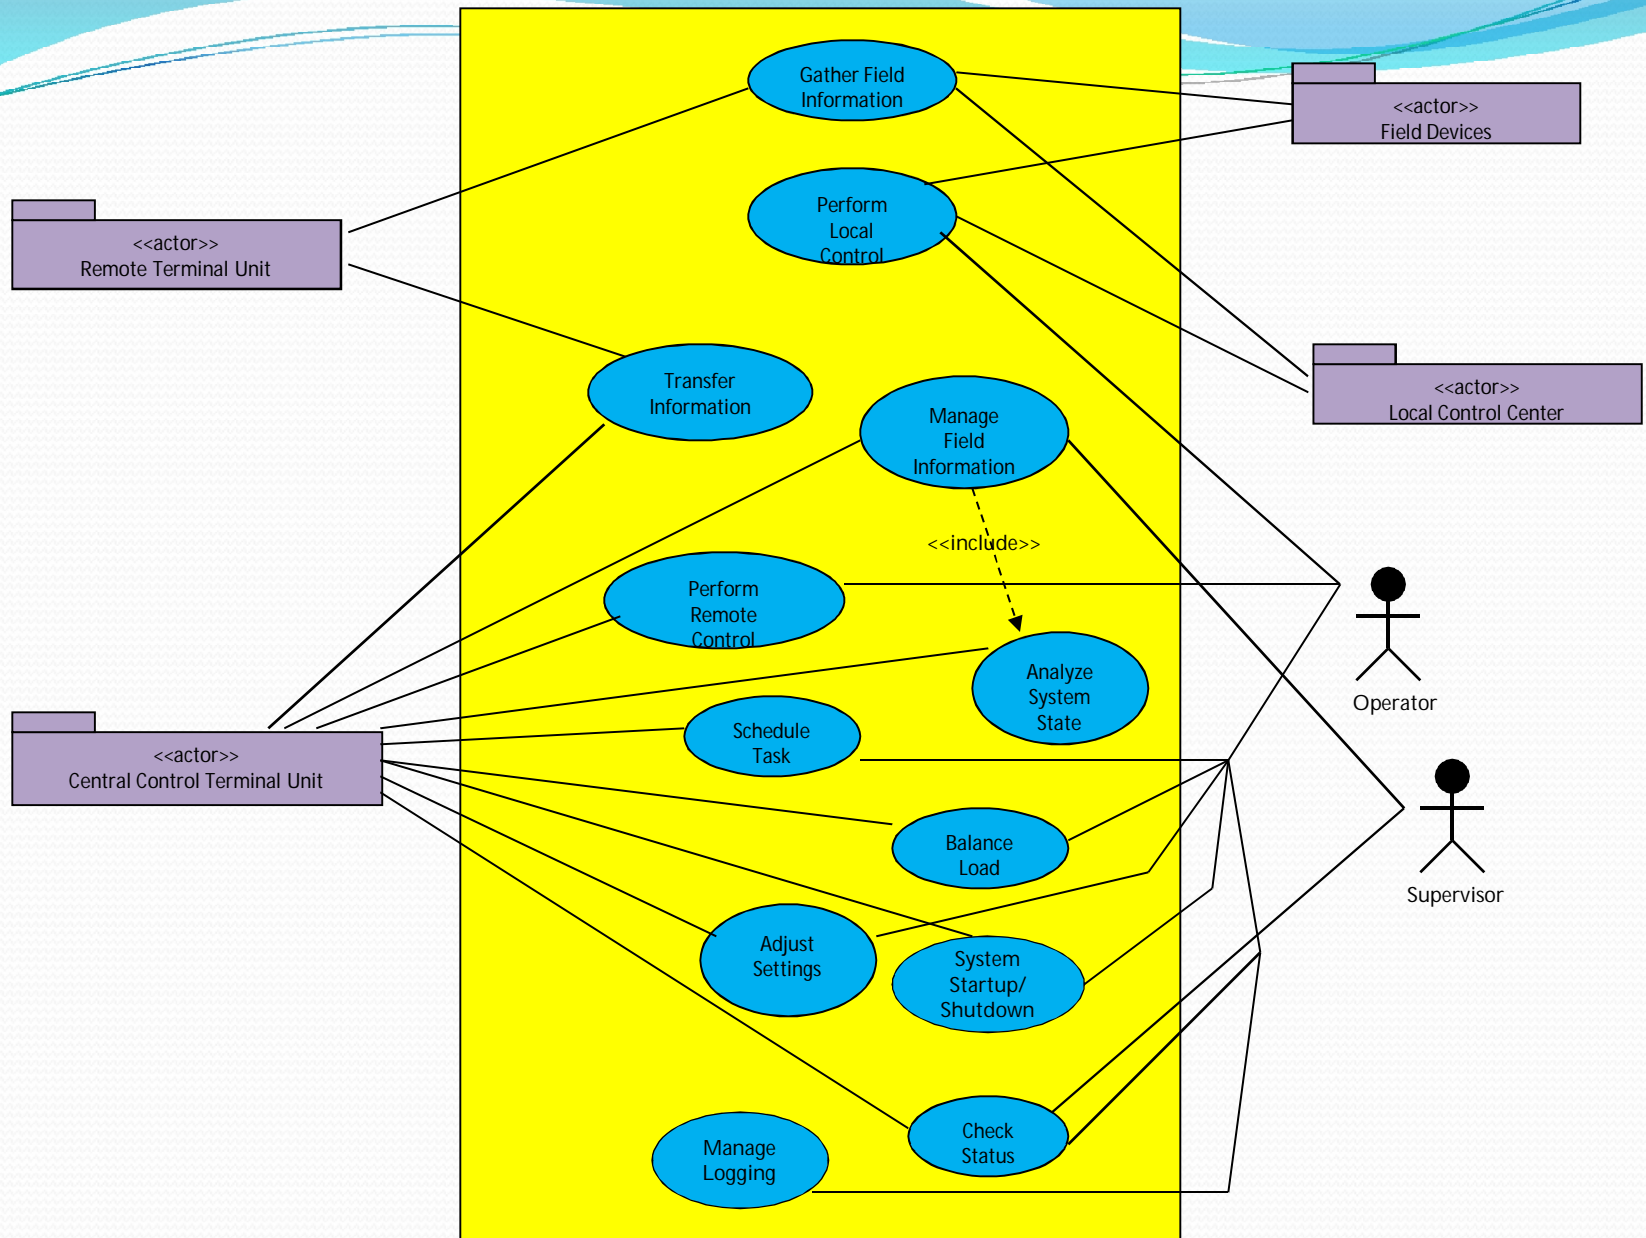 Gather Field
Information
<<actor>>
Field Devices
Perform
Local
Control
<<actor>>
Remote Terminal Unit
Transfer
Information
<<actor>>
Local Control Center
Manage
Field
Information
<<include>>
Perform
Remote
Control
Operator
Analyze
System
State
Schedule
Task
<<actor>>
Central Control Terminal Unit
Balance
Load
Supervisor
Adjust
Settings
System
Startup/
Shutdown
Check
Status
Manage
Logging